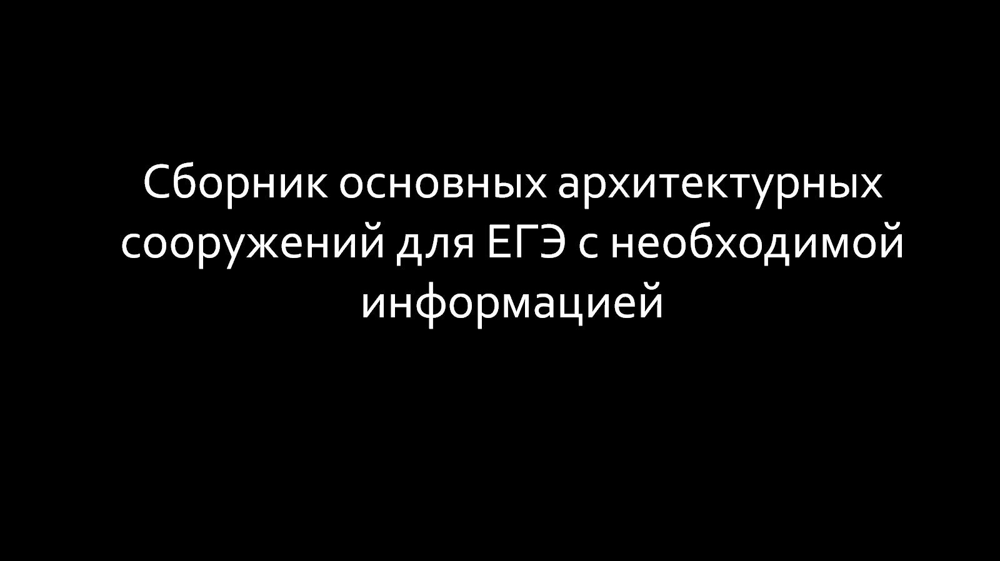 Сборник основных архитектурных
сооружений для ЕГЭ с необходимой
информацией